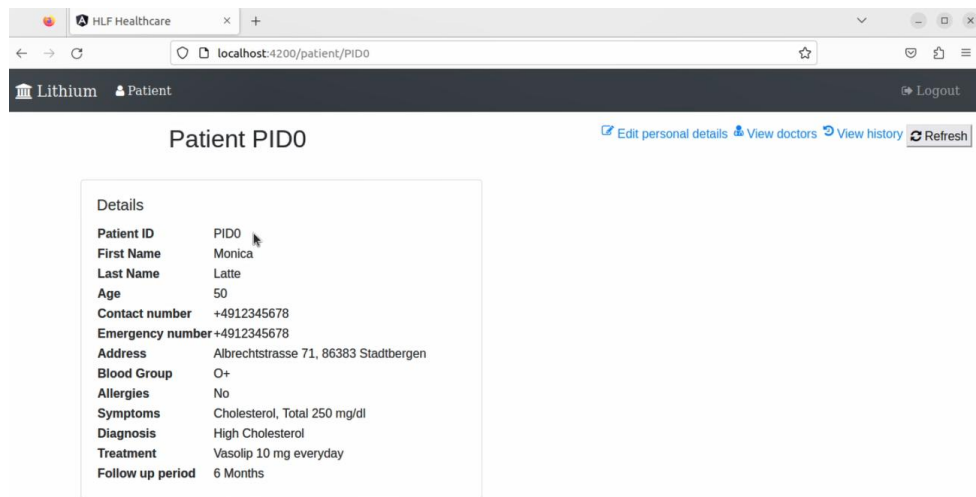 HLF Healthcare
localhost:4200/patient/PID0
Lithium Patient Logout
Patient PID0
Edit personal details View doctors View history Refresh
Details
Patient ID PID0
First Name Monica
Last Name Latte
Age 50
Contact number +4912345678
Emergency number +4912345678
Address Albrechtstrasse 71, 86383 Stadtbergen
Blood Group O+
Allergies No
Symptoms Cholesterol, Total 250 mg/dl
Diagnosis High Cholesterol
Treatment Vasolip 10 mg everyday
Follow up period 6 Months